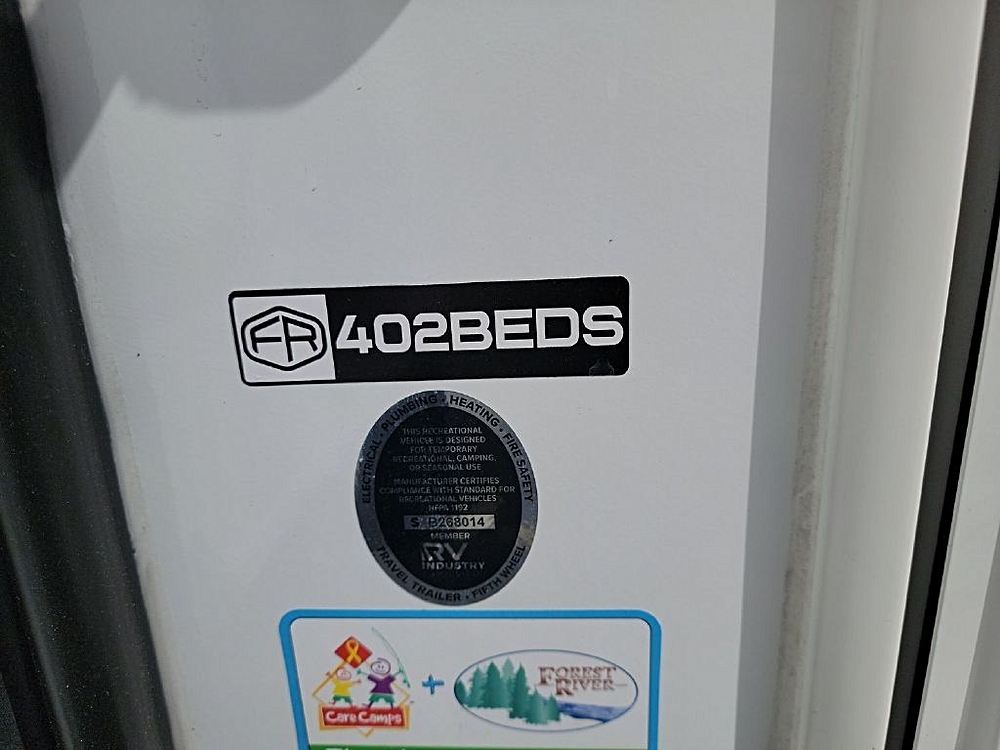 FR 402BEDS
ELECTRICAL · PLUMBING · HEATING · FIRE SAFETY
THIS RECREATIONAL
VEHICLE IS DESIGNED
FOR TEMPORARY
RECREATIONAL, CAMPING,
OR SEASONAL USE
MANUFACTURER CERTIFIES
COMPLIANCE WITH STANDARD FOR
RECREATIONAL VEHICLES
NFPA 1192
S B268014
MEMBER
RV
INDUSTRY
TRAVEL TRAILER · FIFTH WHEEL
CareCamps + FOREST
RIVER